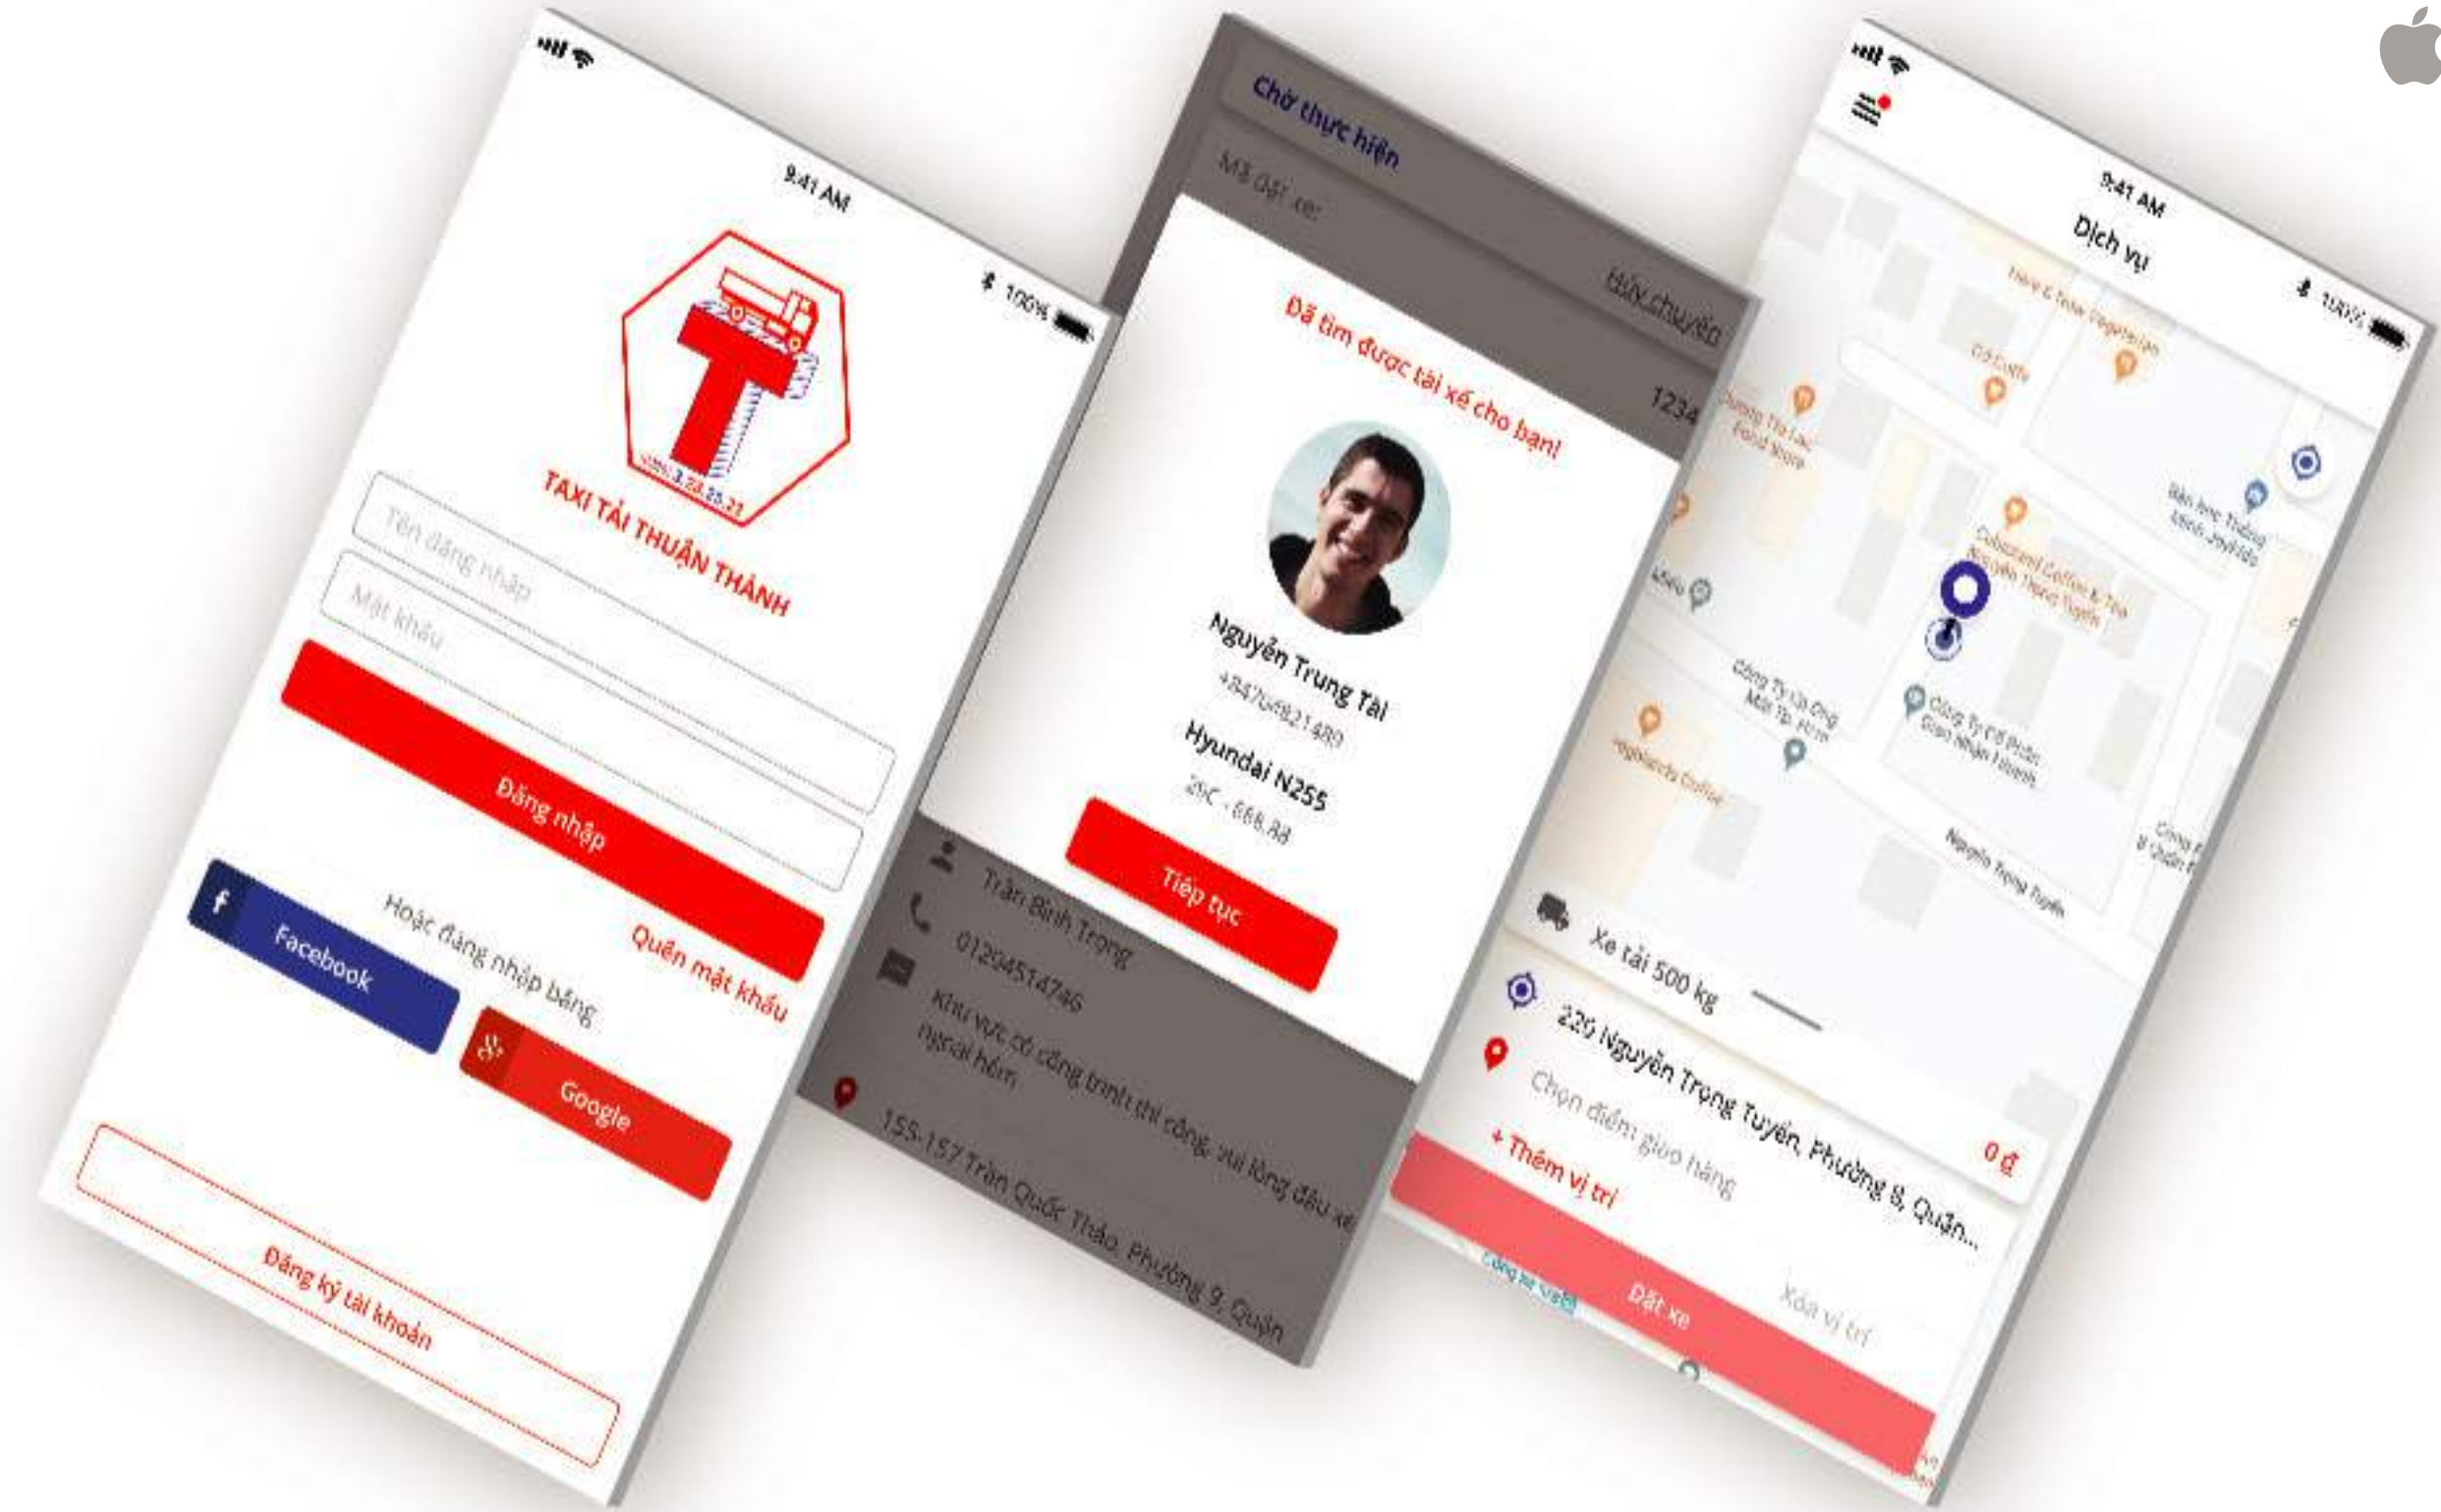 9:41 AM
100%
TAXI TẢI THUẬN THÀNH
Tên đăng nhập
Mật khẩu
Đăng nhập
Quên mật khẩu
Hoặc đăng nhập bằng
Facebook
Google
Đăng ký tài khoản
Chờ thực hiện
Mã đặt xe:
Hủy chuyến
1234
Đã tìm được tài xế cho bạn!
Nguyễn Trung Tài
Hyundai N255
Tiếp tục
Trần Bình Trọng
01204514746
Khu vực có công trình thi công, vui lòng đậu xe
ngoài hẻm
155-157 Trần Quốc Thảo, Phường 9, Quận
9:41 AM
100%
Dịch vụ
Nguyễn Trọng Tuyển
Xe tải 500 kg
220 Nguyễn Trọng Tuyển, Phường 8, Quận...
0 ₫
Chọn điểm giao hàng
+ Thêm vị trí
Xóa vị trí
Đặt xe